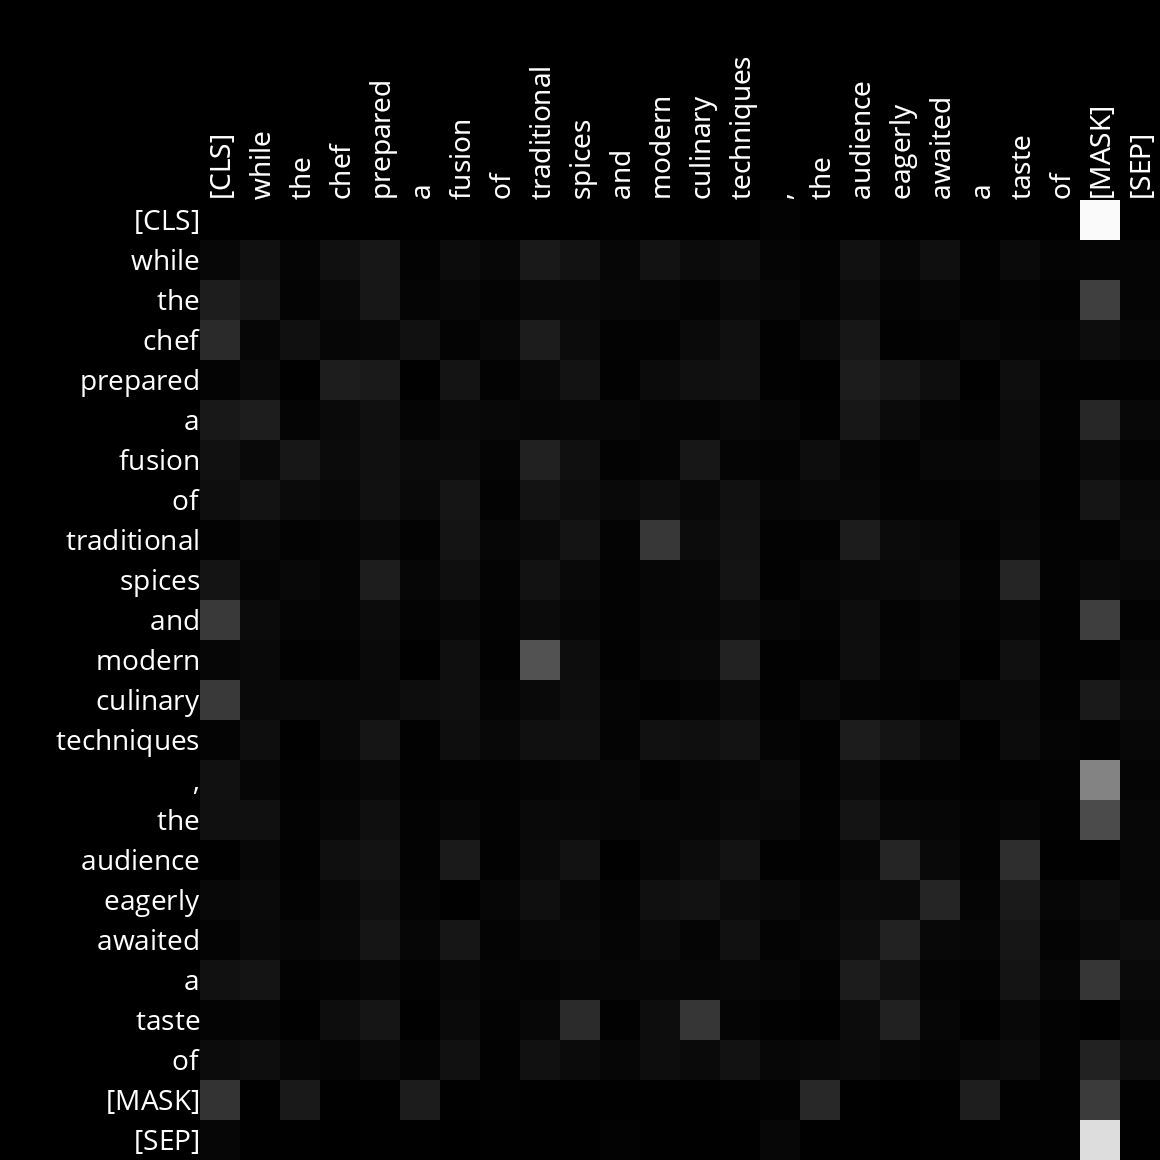 [CLS] while the chef prepared a fusion of traditional spices and modern culinary techniques , the audience eagerly awaited a taste of [MASK] [SEP]
[CLS]
while
the
chef
prepared
a
fusion
of
traditional
spices
and
modern
culinary
techniques
,
the
audience
eagerly
awaited
a
taste
of
[MASK]
[SEP]